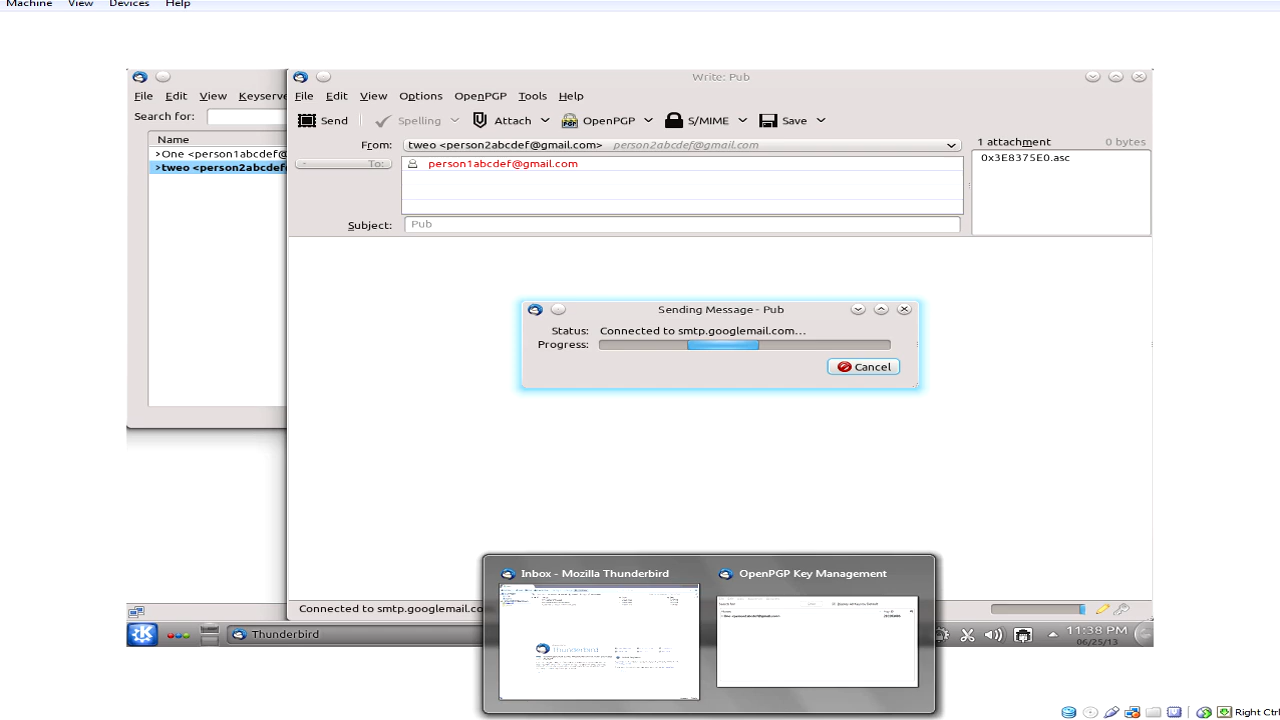 Machine View Devices Help
Write: Pub
File Edit View Keyserve
File Edit View Options OpenPGP Tools Help
Search for:
Send Spelling Attach OpenPGP S/MIME Save
Name
From: tweo <person2abcdef@gmail.com> person2abcdef@gmail.com
1 attachment 0 bytes
>One <person1abcdef@
To: person1abcdef@gmail.com
0x3E8375E0.asc
>tweo <person2abcdef
Subject: Pub
Sending Message - Pub
Status: Connected to smtp.googlemail.com...
Progress:
Cancel
Inbox - Mozilla Thunderbird
OpenPGP Key Management
Connected to smtp.googlemail.co
Thunderbird
11:38 PM
06/25/13
Thunderbird
Right Ctrl